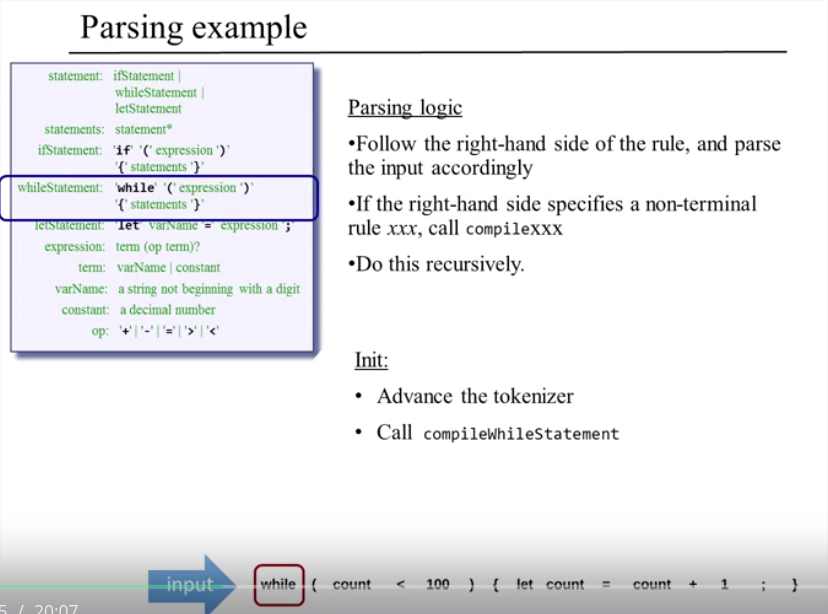 Parsing example
statement: ifStatement |
whileStatement |
letStatement
statements: statement*
ifStatement: 'if' '(' expression ')'
'{' statements '}'
whileStatement: 'while' '(' expression ')'
'{' statements '}'
letStatement: 'let' varName '=' expression ';'
expression: term (op term)?
term: varName | constant
varName: a string not beginning with a digit
constant: a decimal number
op: '+' | '-' | '=' | '>' | '<'
Parsing logic
•Follow the right-hand side of the rule, and parse
the input accordingly
•If the right-hand side specifies a non-terminal
rule xxx, call compilexxx
•Do this recursively.
Init:
• Advance the tokenizer
• Call compileWhileStatement
input while ( count < 100 ) { let count = count + 1 ; }
/ 20:07